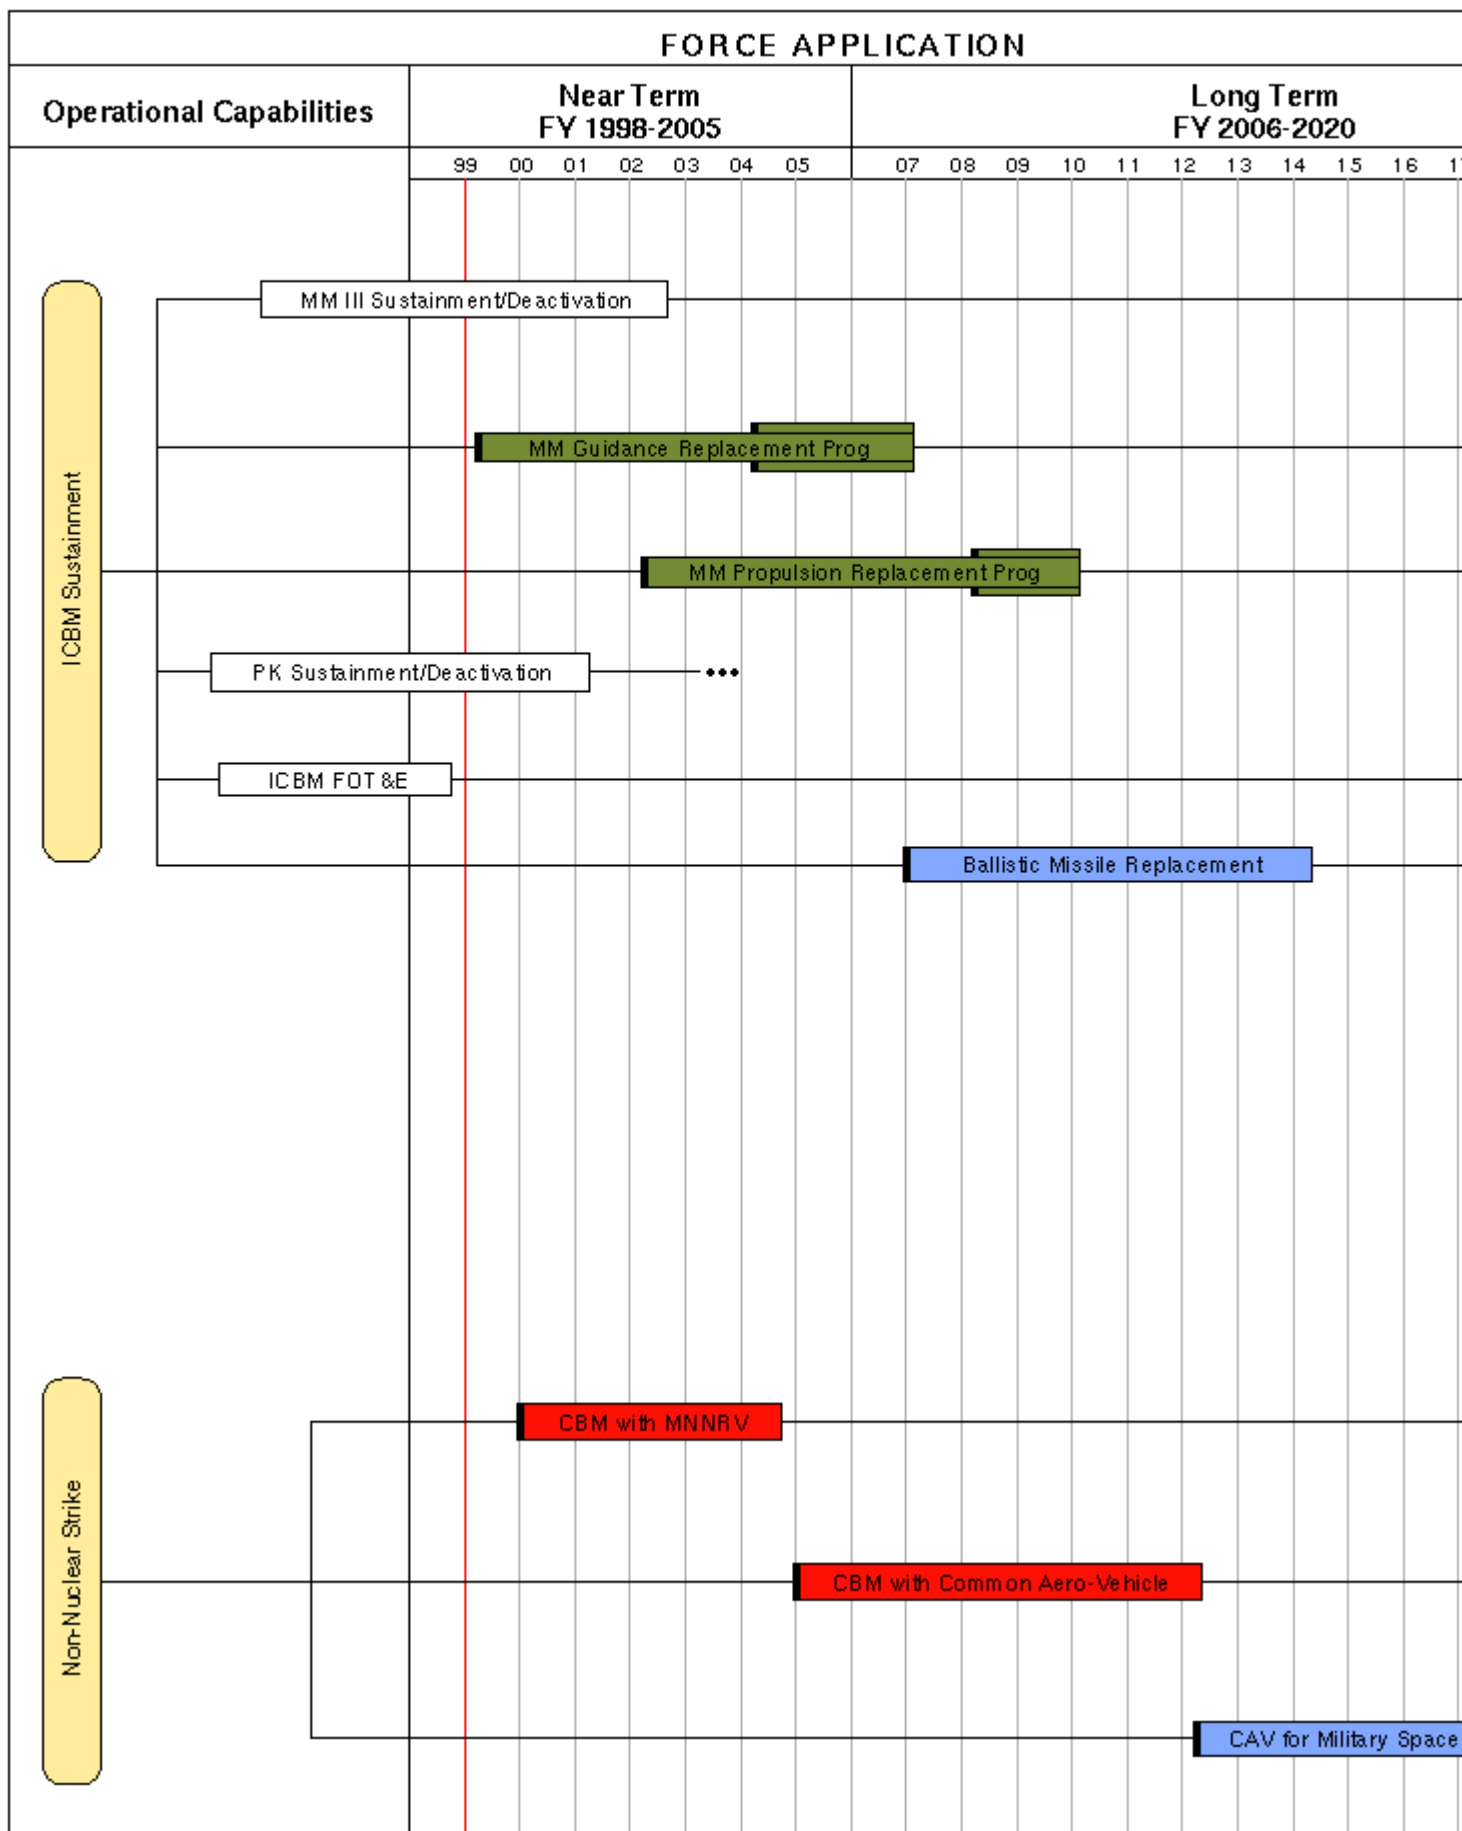 FORCE APPLICATION
Operational Capabilities
Near Term
FY 1998-2005
Long Term
FY 2006-2020
99 00 01 02 03 04 05 07 08 09 10 11 12 13 14 15 16
ICBM Sustainment
MM III Sustainment/Deactivation
MM Guidance Replacement Prog
MM Propulsion Replacement Prog
PK Sustainment/Deactivation
•••
ICBM FOT&E
Ballistic Missile Replacement
Non-Nuclear Strike
CBM with MNNRV
CBM with Common Aero-Vehicle
CAV for Military Space